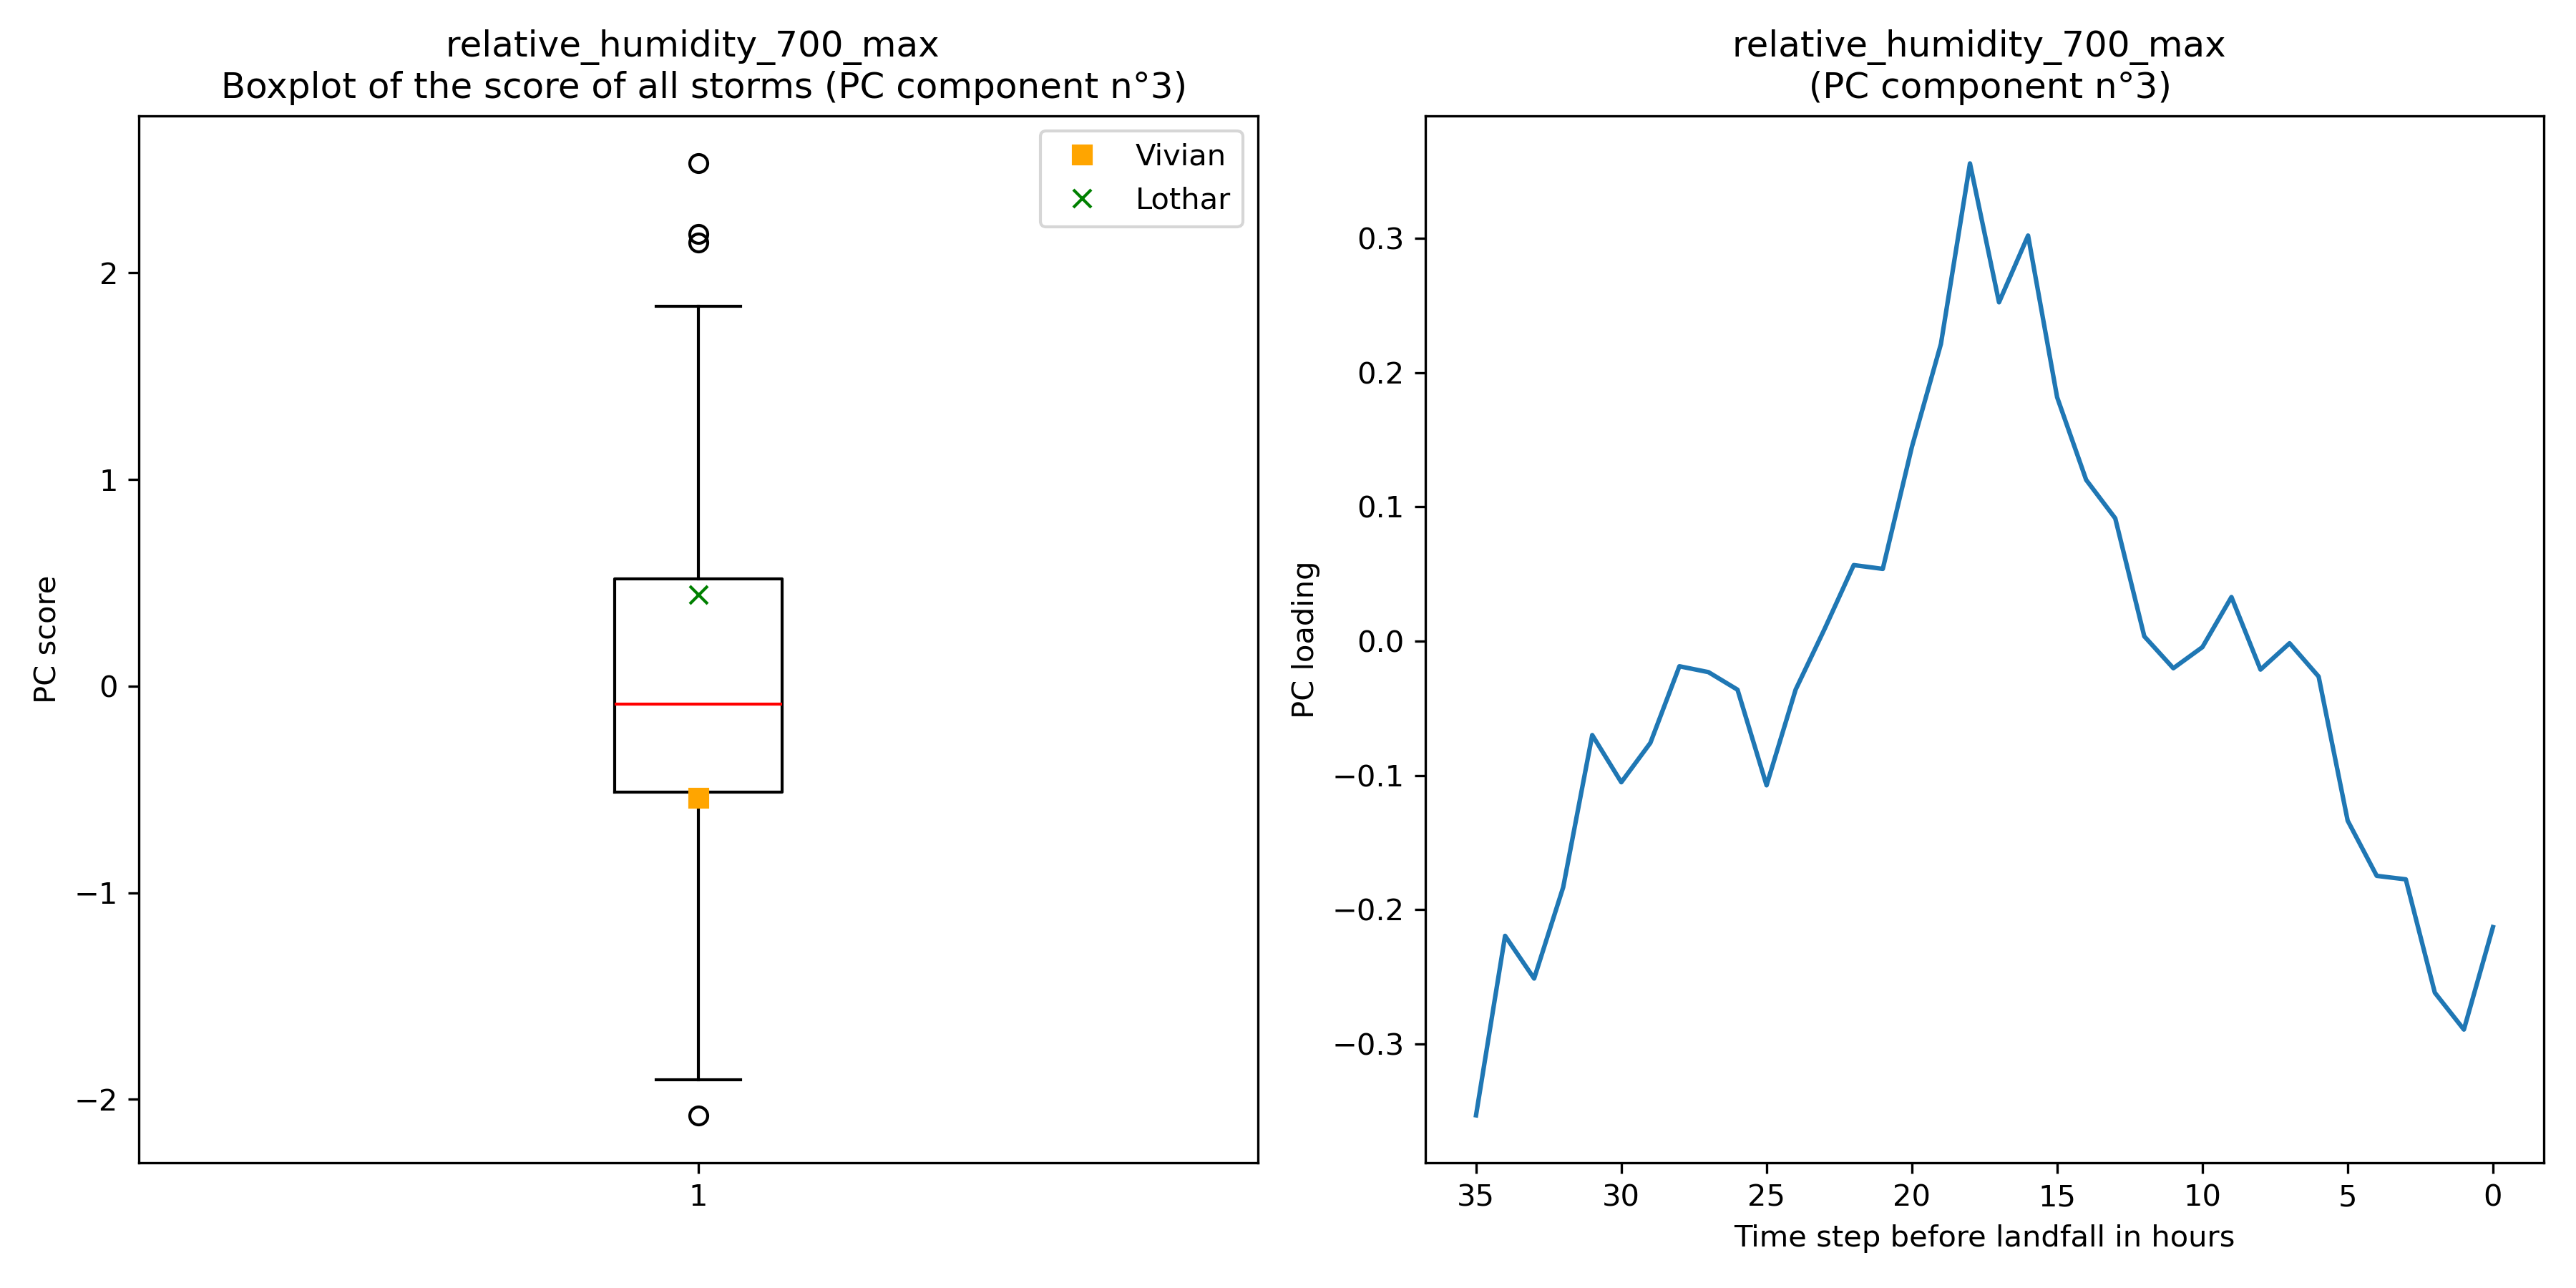 relative_humidity_700_max
Boxplot of the score of all storms (PC component n°3)
Vivian
Lothar
PC score
2
1
0
−1
−2
1
relative_humidity_700_max
(PC component n°3)
PC loading
0.3
0.2
0.1
0.0
−0.1
−0.2
−0.3
35 30 25 20 15 10 5 0
Time step before landfall in hours